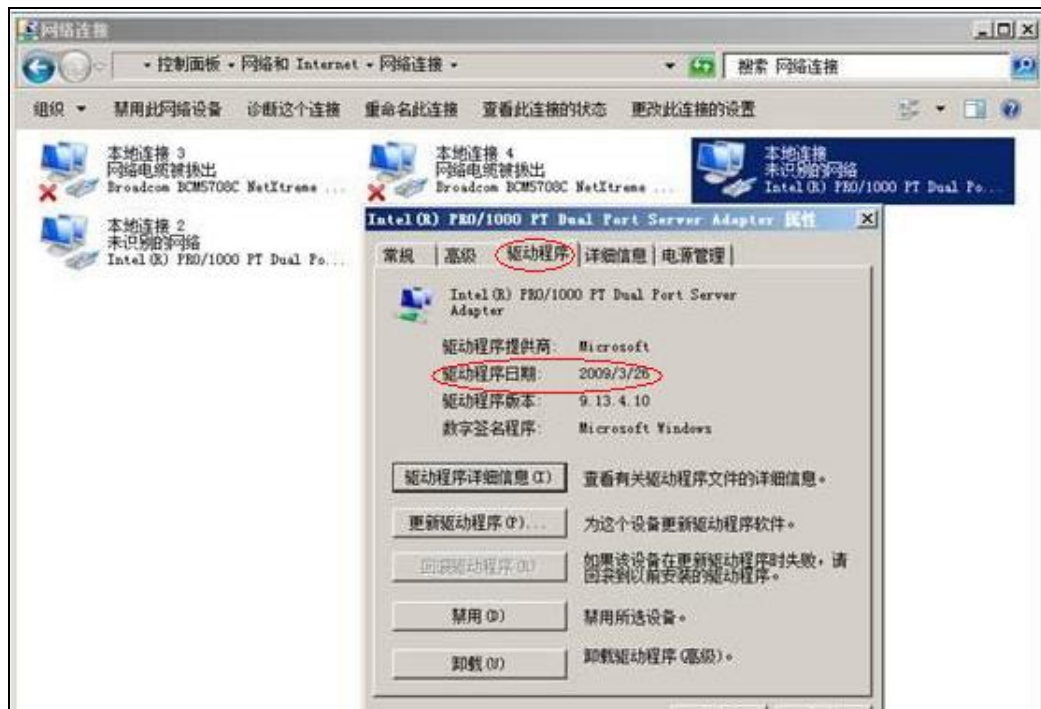 网络连接
控制面板 网络和 Internet 网络连接
搜索 网络连接
组织 禁用此网络设备 诊断这个连接 重命名此连接 查看此连接的状态 更改此连接的设置
本地连接 3
网络电缆被拔出
Broadcom BCM5708C NetXtreme ...
本地连接 4
网络电缆被拔出
Broadcom BCM5708C NetXtreme ...
本地连接
未识别的网络
Intel(R) PRO/1000 PT Dual Po...
本地连接 2
未识别的网络
Intel(R) PRO/1000 PT Dual Po...
Intel(R) PRO/1000 PT Dual Port Server Adapter 属性
常规 高级 驱动程序 详细信息 电源管理
Intel(R) PRO/1000 PT Dual Port Server
Adapter
驱动程序提供商: Microsoft
驱动程序日期: 2009/3/26
驱动程序版本: 9.13.4.10
数字签名程序: Microsoft Windows
驱动程序详细信息(I) 查看有关驱动程序文件的详细信息。
更新驱动程序(P)... 为这个设备更新驱动程序软件。
回滚驱动程序(R) 如果该设备在更新驱动程序时失败，请
回滚到以前安装的驱动程序。
禁用(D) 禁用所选设备。
卸载(U) 卸载驱动程序(高级)。